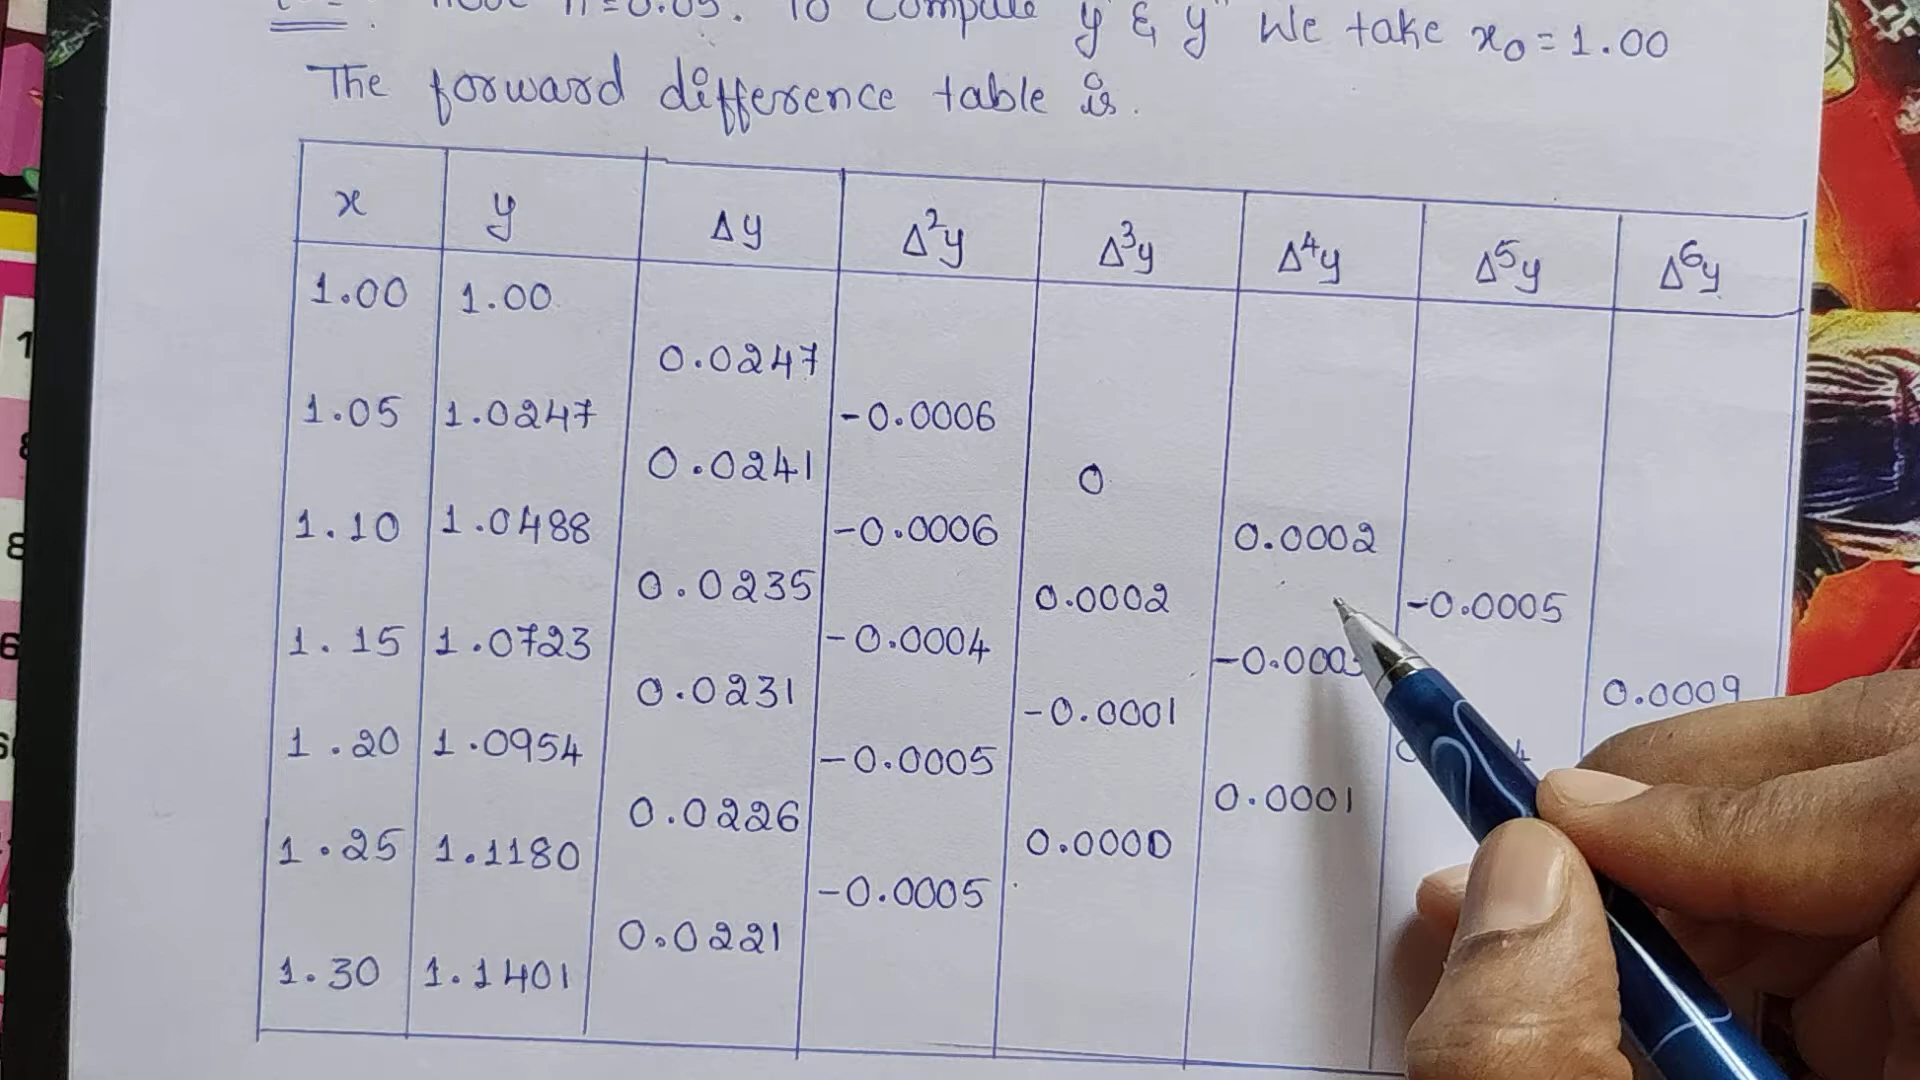 h=0.05. To compute y' & y" We take x₀=1.00
The forward difference table is.
x y Δy Δ²y Δ³y Δ⁴y Δ⁵y Δ⁶y
1.00 1.00
0.0247
1.05 1.0247 -0.0006
0.0241 0
1.10 1.0488 -0.0006 0.0002
0.0235 0.0002 -0.0005
1.15 1.0723 -0.0004 0.0009
0.0231 -0.0001
1.20 1.0954 -0.0005 0.0001
0.0226 0.0000
1.25 1.1180 -0.0005
0.0221
1.30 1.1401